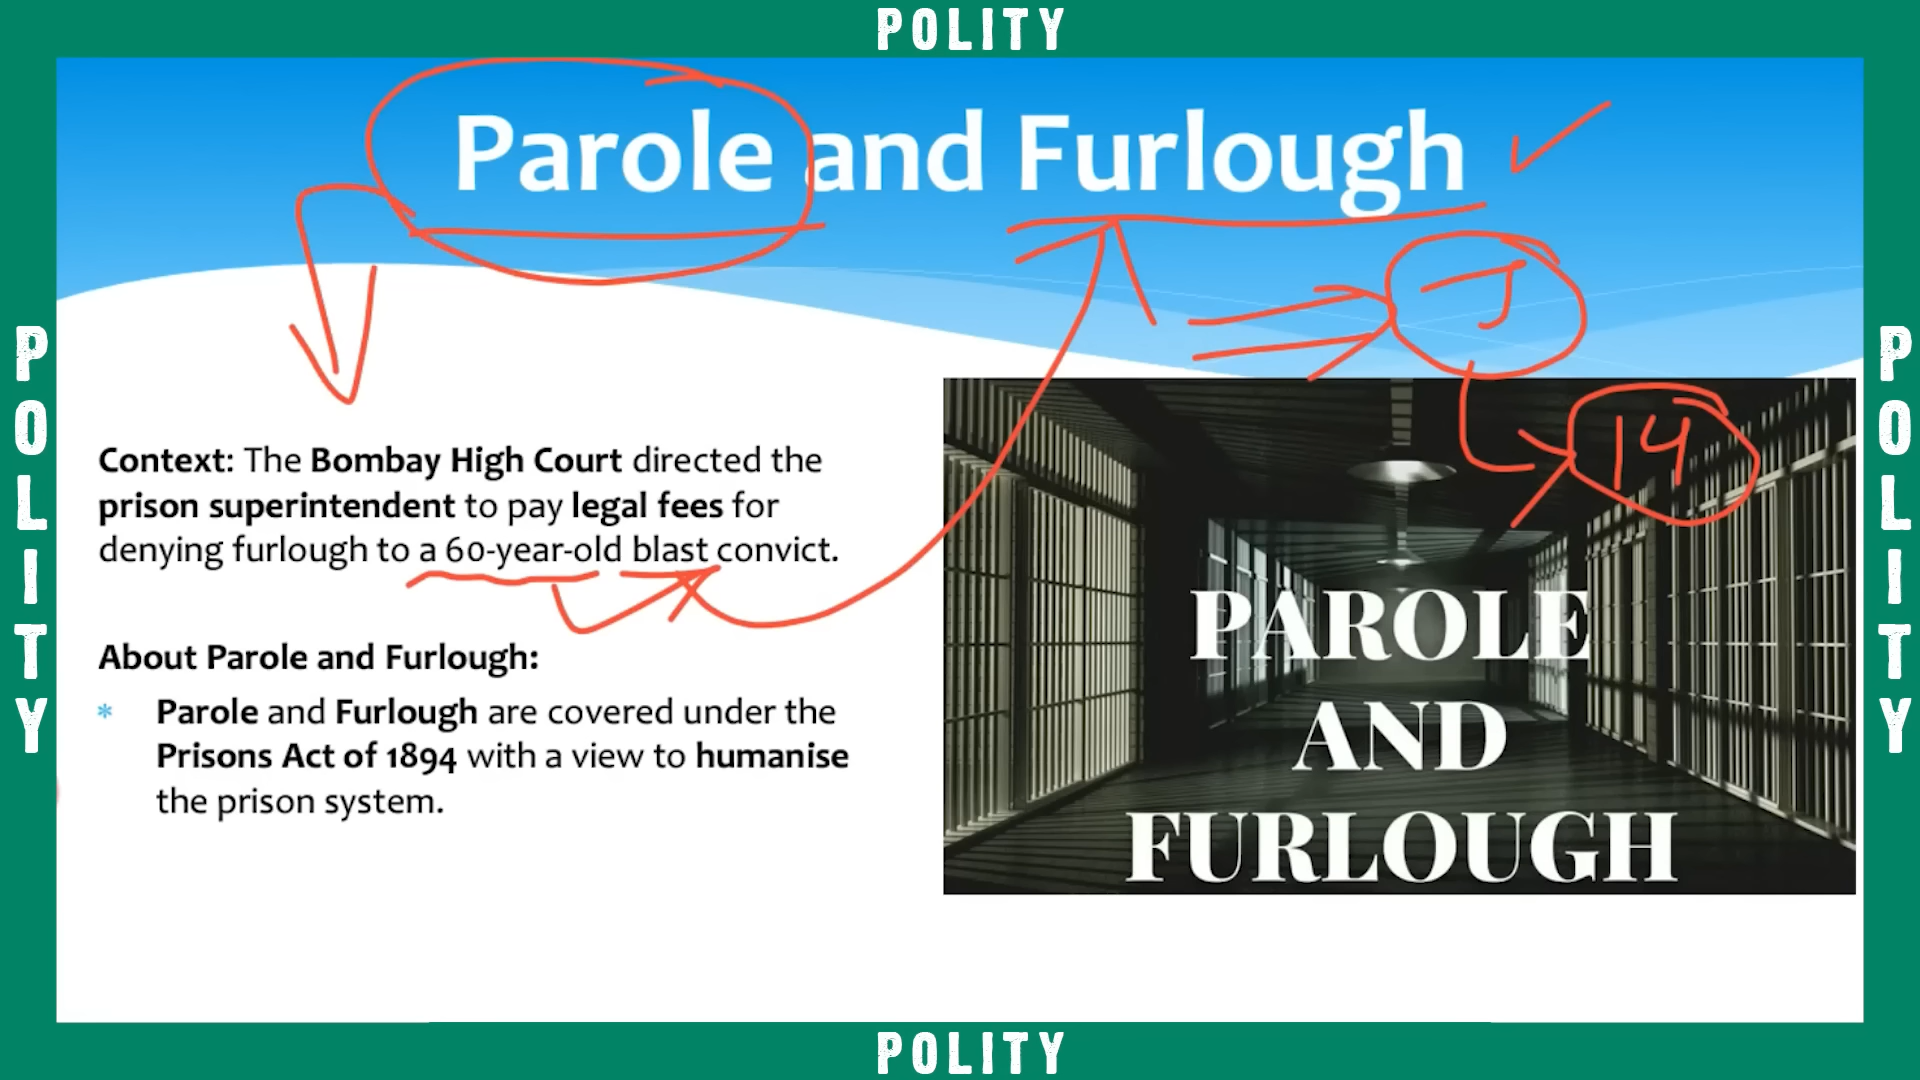 POLITY
Parole and Furlough
J
14
Context: The Bombay High Court directed the
prison superintendent to pay legal fees for
denying furlough to a 60-year-old blast convict.
About Parole and Furlough:
* Parole and Furlough are covered under the
Prisons Act of 1894 with a view to humanise
the prison system.
PAROLE
AND
FURLOUGH
POLITY
POLITY
POLITY